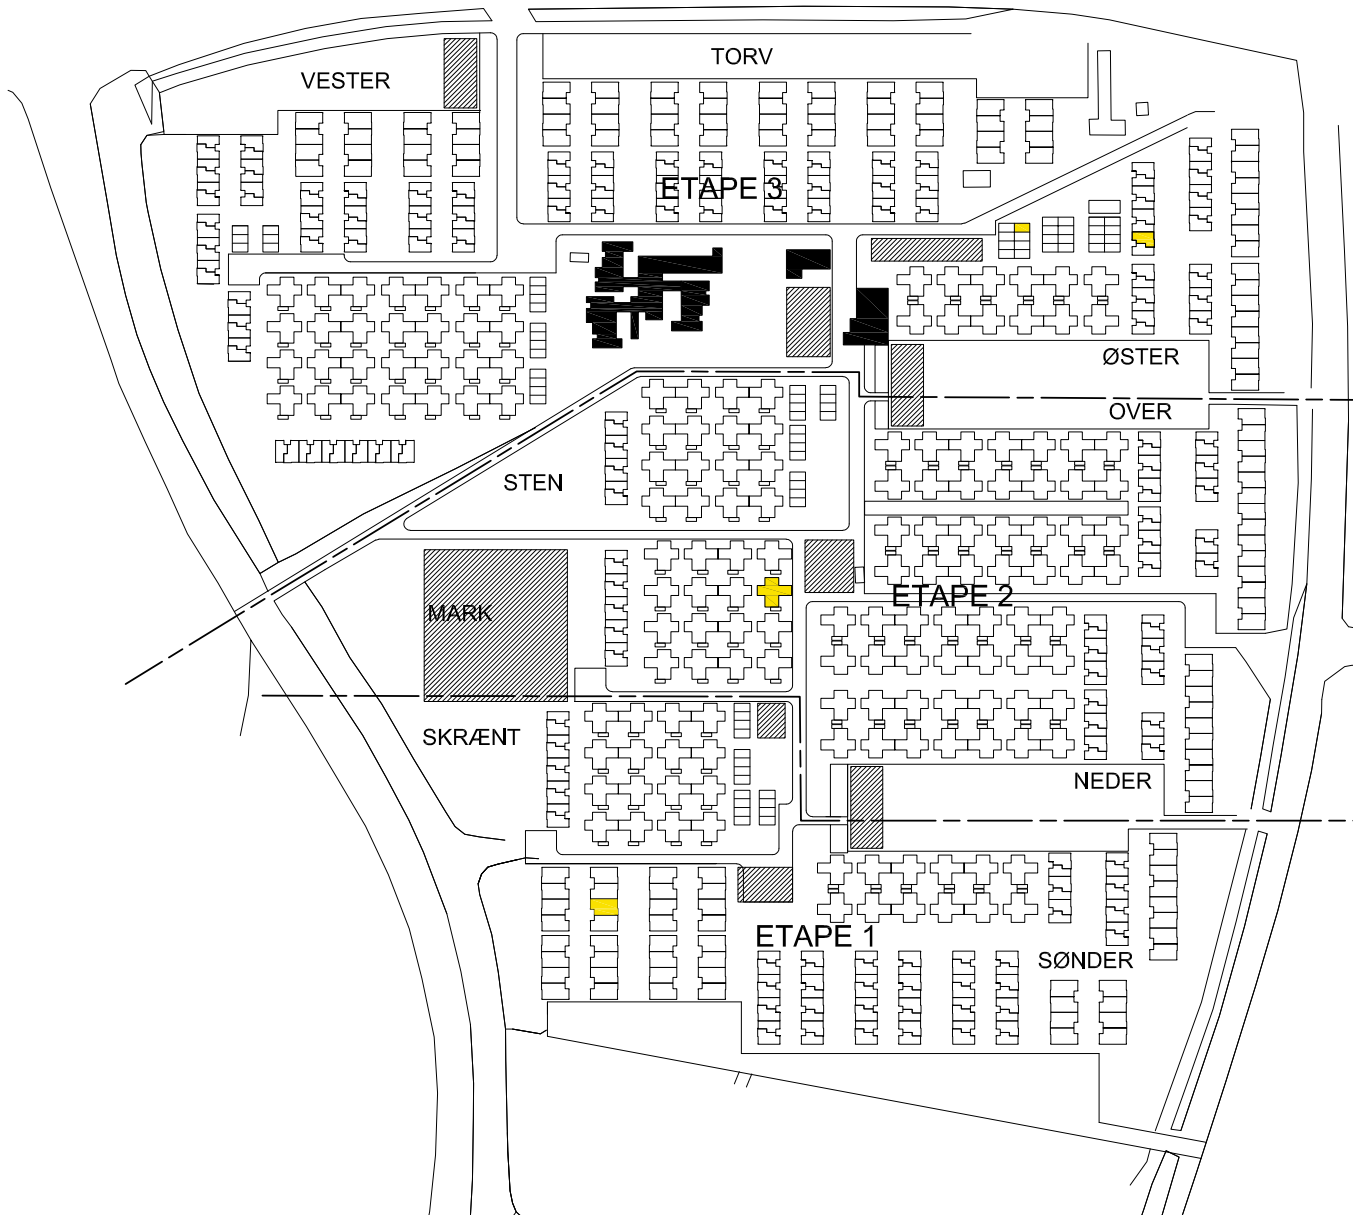 TORV
VESTER
ETAPE 3
ØSTER
OVER
STEN
ETAPE 2
MARK
SKRÆNT
NEDER
ETAPE 1
SØNDER